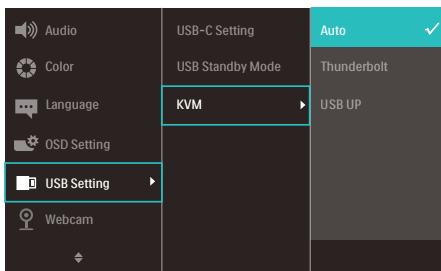 Audio
Color
Language
OSD Setting
USB Setting
Webcam
USB-C Setting
USB Standby Mode
KVM
Auto
Thunderbolt
USB UP